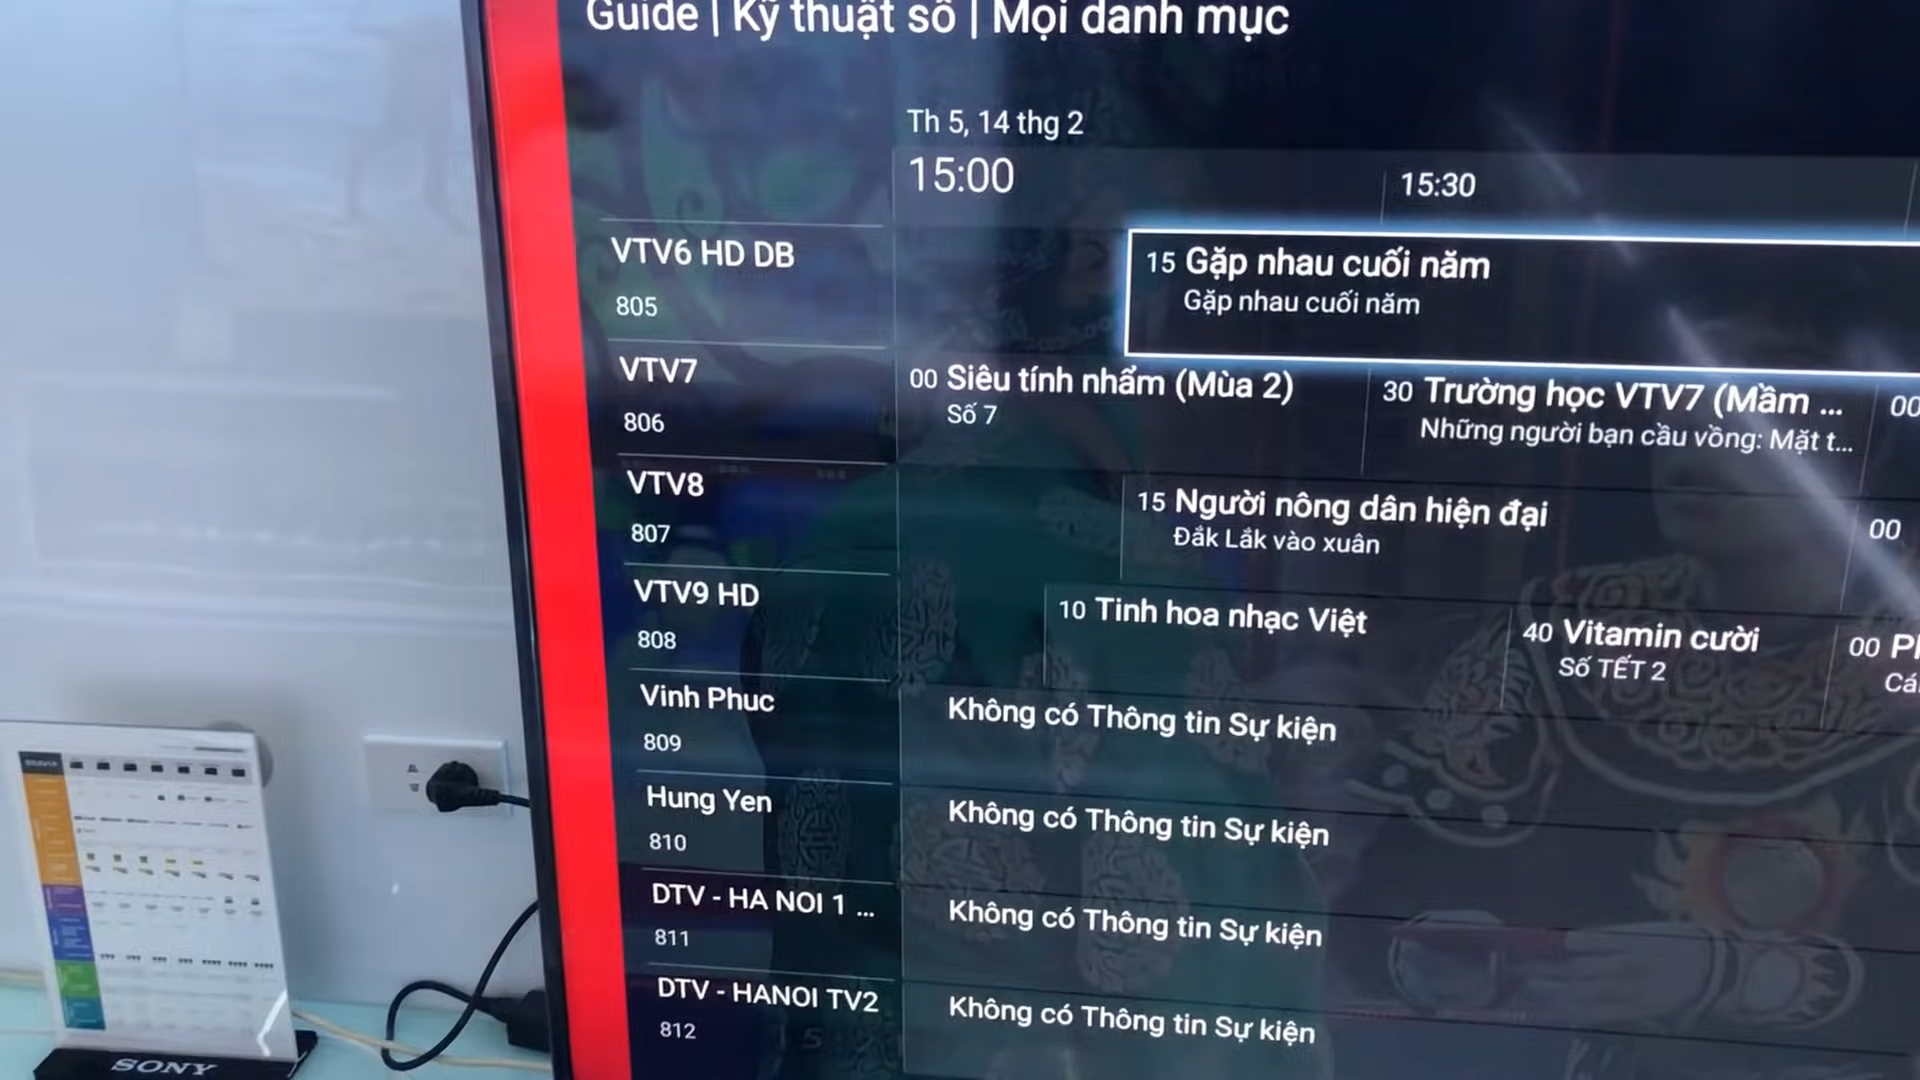 Guide | Kỹ thuật số | Mọi danh mục
Th 5, 14 thg 2
15:00
15:30
VTV6 HD DB
805
15 Gặp nhau cuối năm
Gặp nhau cuối năm
VTV7
806
00 Siêu tính nhẩm (Mùa 2)
Số 7
30 Trường học VTV7 (Mầm ...
Những người bạn cầu vồng: Mặt t...
00
VTV8
807
15 Người nông dân hiện đại
Đắk Lắk vào xuân
00
VTV9 HD
808
10 Tinh hoa nhạc Việt
40 Vitamin cười
Số TẾT 2
00
Vinh Phuc
809
Không có Thông tin Sự kiện
Hung Yen
810
Không có Thông tin Sự kiện
DTV - HA NOI 1 ...
811
Không có Thông tin Sự kiện
DTV - HANOI TV2
812
Không có Thông tin Sự kiện
SONY